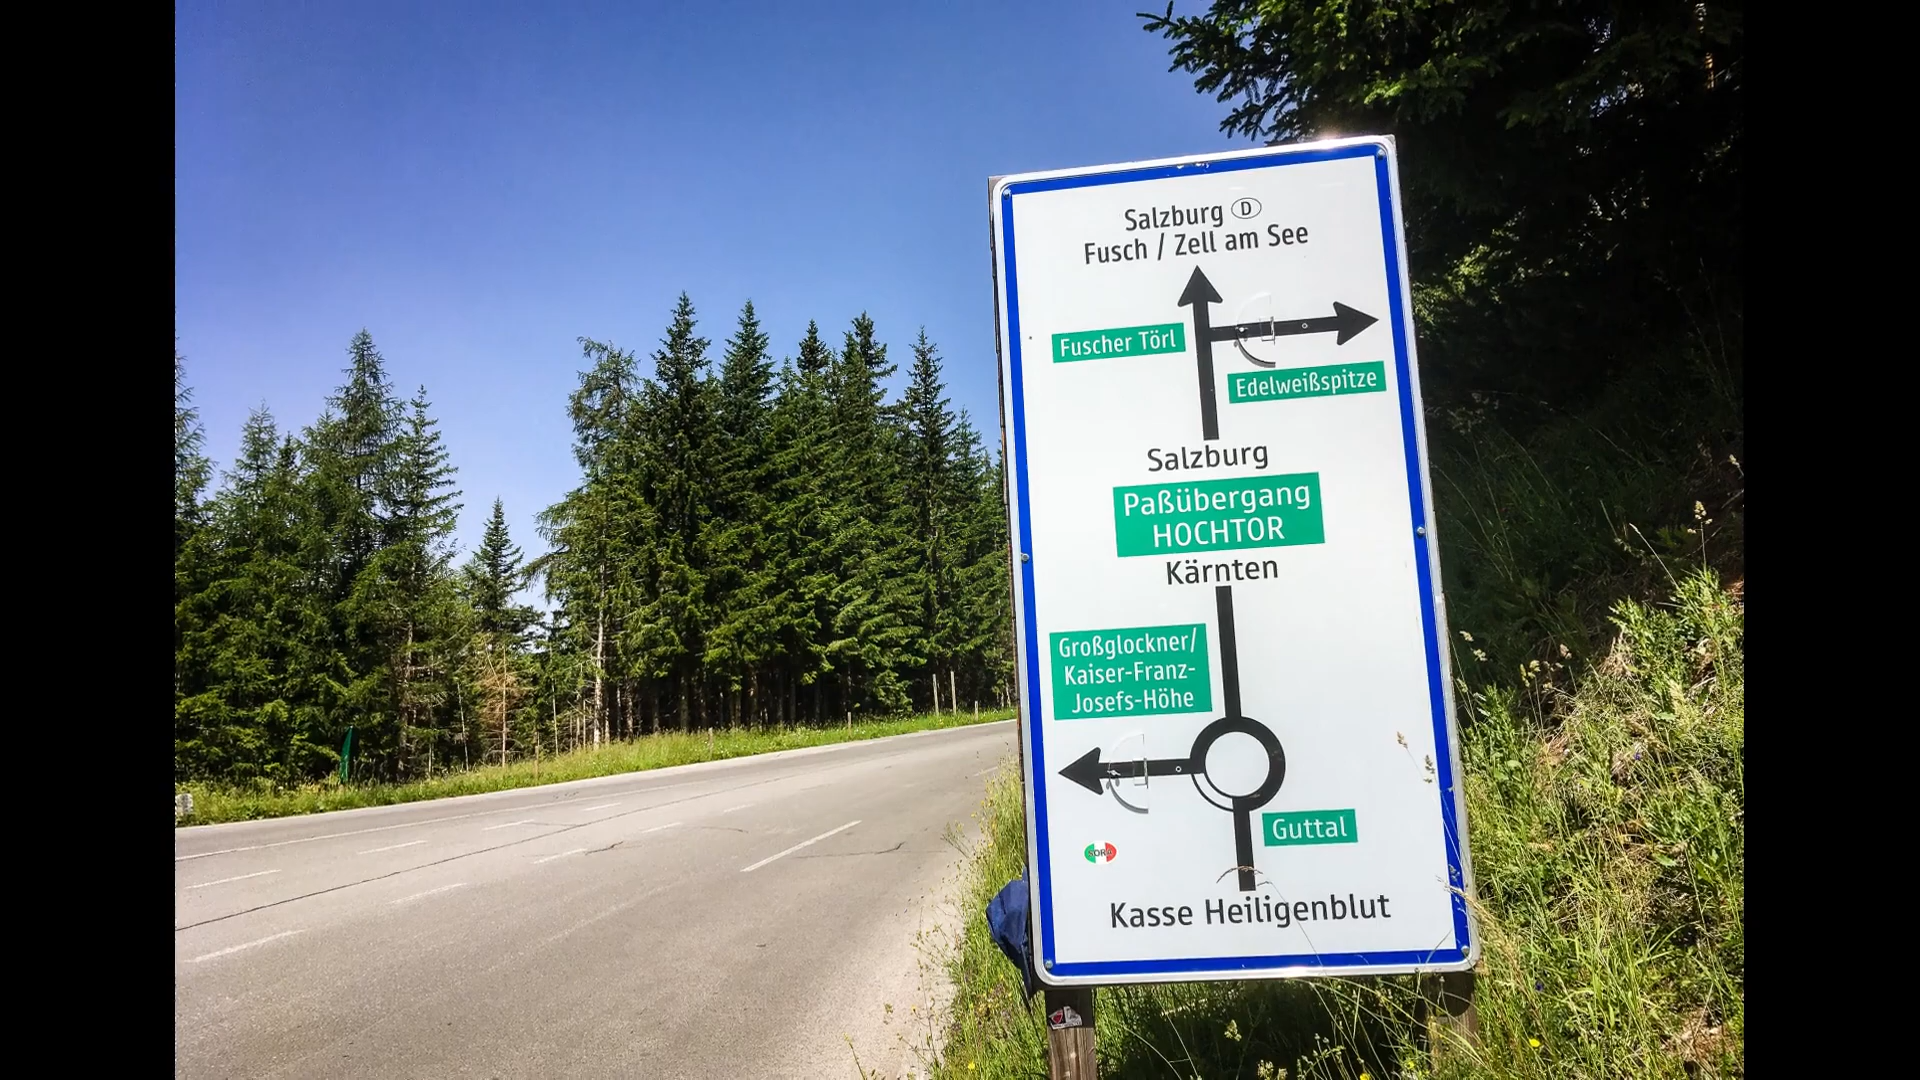 Salzburg D
Fusch / Zell am See
Fuscher Törl
Edelweißspitze
Salzburg
Paßübergang
HOCHTOR
Kärnten
Großglockner/
Kaiser-Franz-
Josefs-Höhe
Guttal
Kasse Heiligenblut